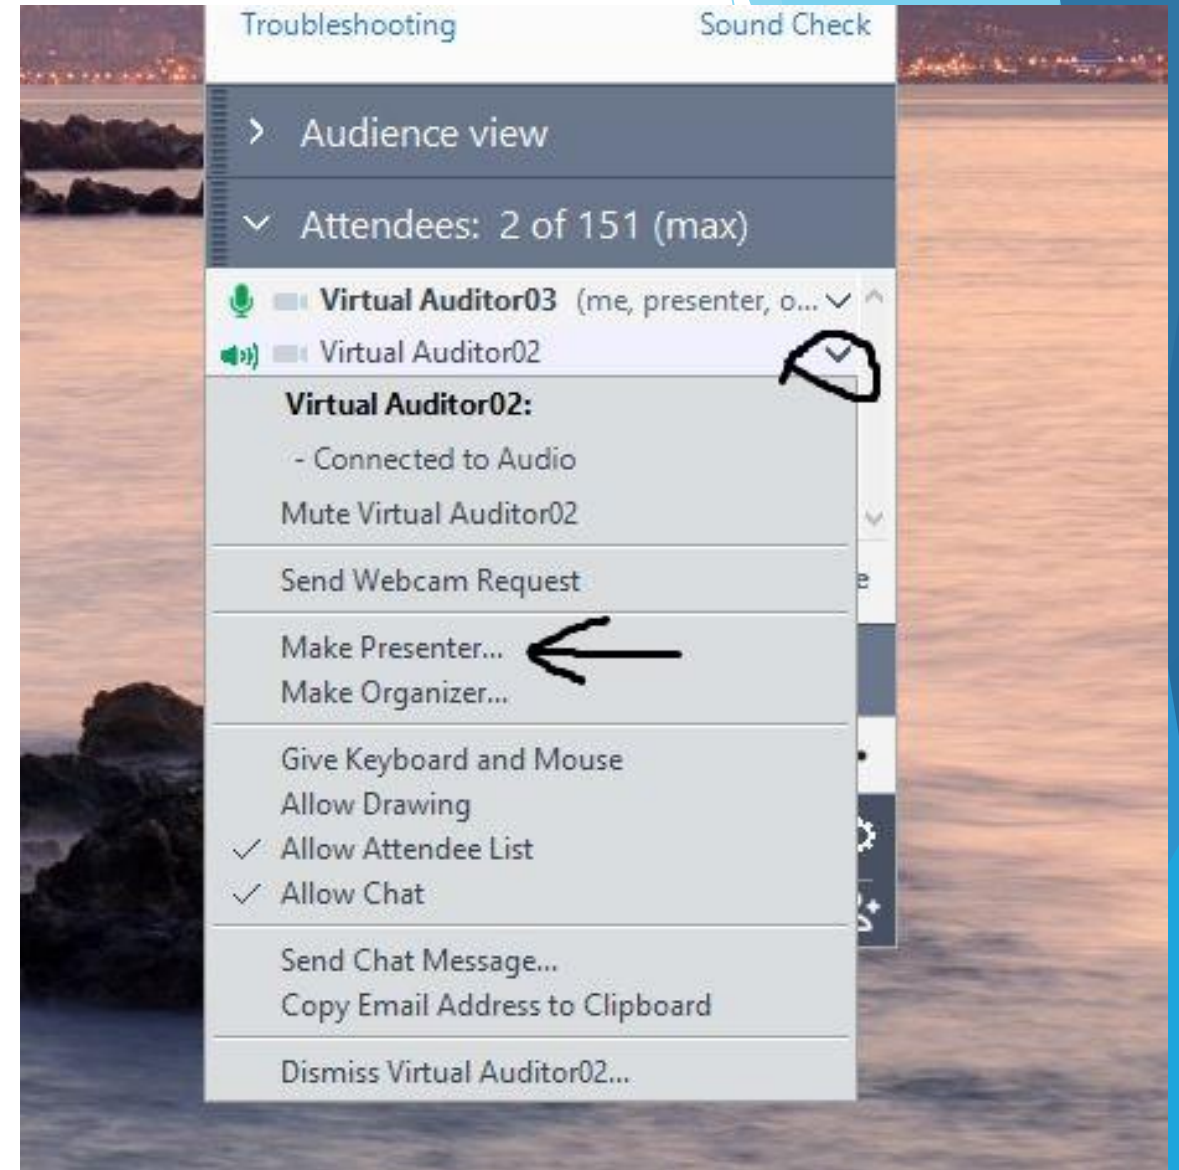 Troubleshooting Sound Check
Audience view
Attendees: 2 of 151 (max)
Virtual Auditor03 (me, presenter, o...
Virtual Auditor02
Virtual Auditor02:
- Connected to Audio
Mute Virtual Auditor02
Send Webcam Request
Make Presenter...
Make Organizer...
Give Keyboard and Mouse
Allow Drawing
Allow Attendee List
Allow Chat
Send Chat Message...
Copy Email Address to Clipboard
Dismiss Virtual Auditor02...